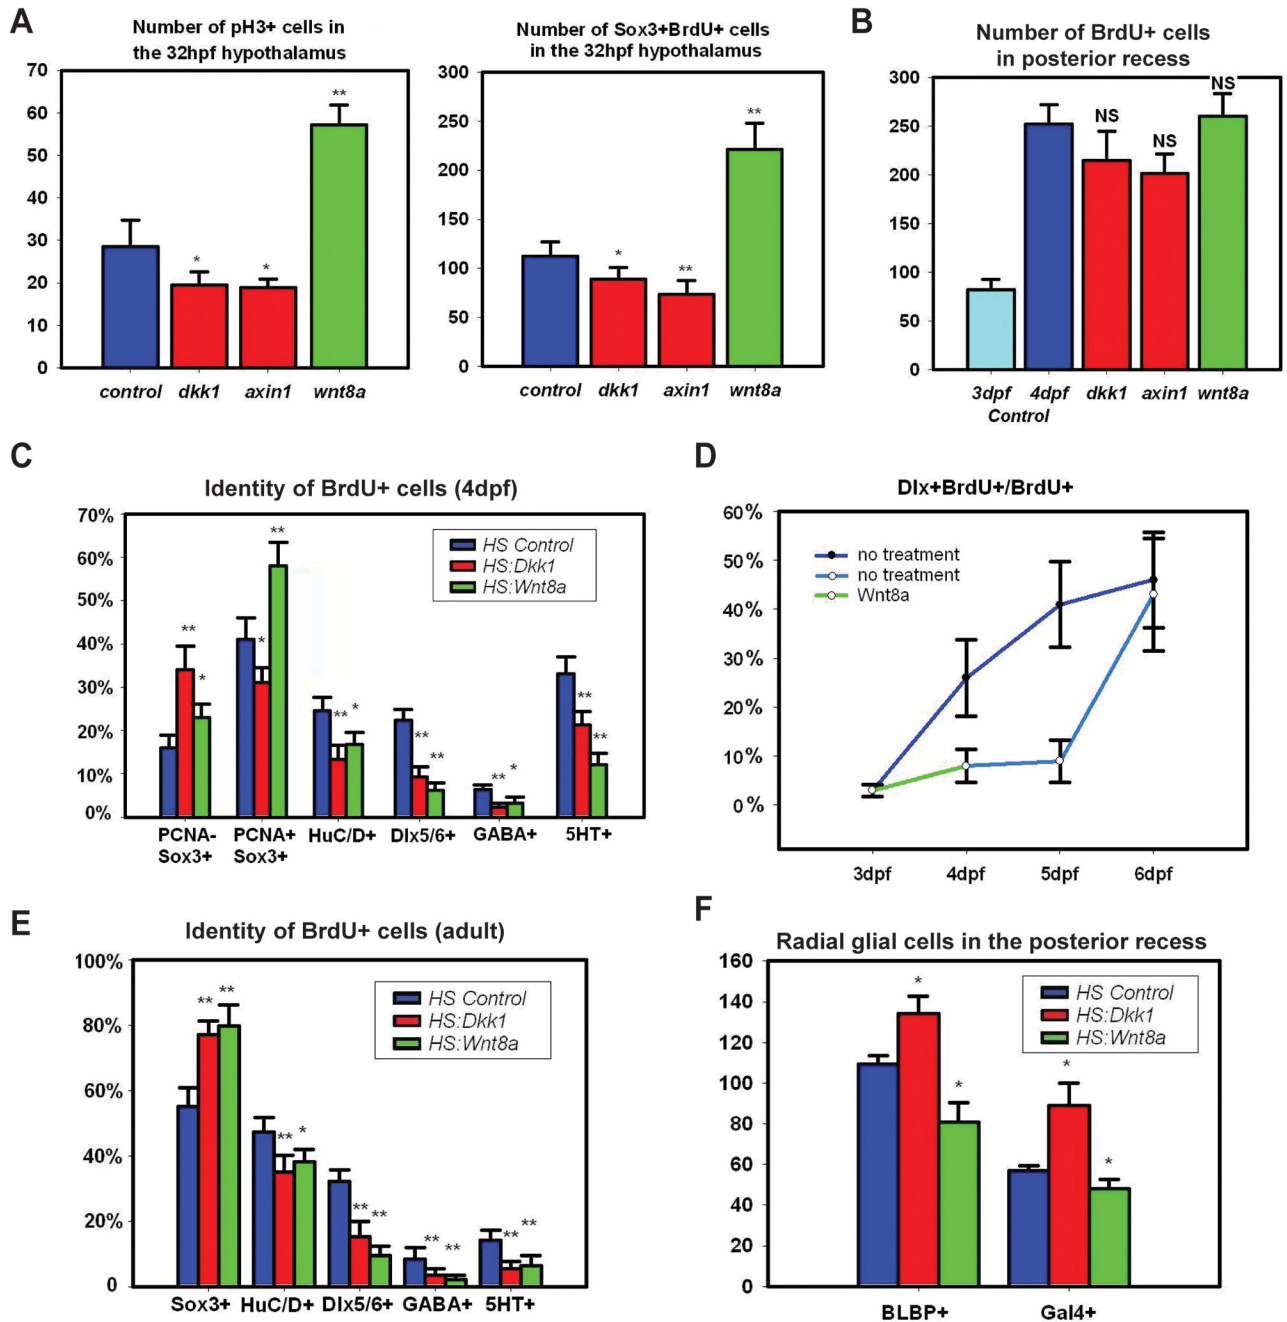 A
Number of pH3+ cells in
the 32hpf hypothalamus
70
60
50
40
30
20
10
0
**
*
*
control dkk1 axin1 wnt8a
Number of Sox3+BrdU+ cells
in the 32hpf hypothalamus
300
200
150
100
50
0
**
*
**
control dkk1 axin1 wnt8a
B
Number of BrdU+ cells
in posterior recess
300
250
200
150
100
50
0
NS
NS
NS
3dpf 4dpf dkk1 axin1 wnt8a
Control
C
Identity of BrdU+ cells (4dpf)
70%
60%
50%
40%
30%
20%
10%
0%
HS Control
HS:Dkk1
HS:Wnt8a
**
*
*
**
**
*
**
**
**
*
**
**
PCNA- PCNA+ HuC/D+ Dlx5/6+ GABA+ 5HT+
Sox3+ Sox3+
D
Dlx+BrdU+/BrdU+
60%
50%
40%
30%
20%
10%
0%
no treatment
no treatment
Wnt8a
3dpf 4dpf 5dpf 6dpf
E
Identity of BrdU+ cells (adult)
100%
80%
60%
40%
20%
0
HS Control
HS:Dkk1
HS:Wnt8a
** **
** *
** **
** **
** **
Sox3+ HuC/D+ Dlx5/6+ GABA+ 5HT+
F
Radial glial cells in the posterior recess
160
140
120
100
80
60
40
20
0
HS Control
HS:Dkk1
HS:Wnt8a
*
*
*
*
BLBP+ Gal4+